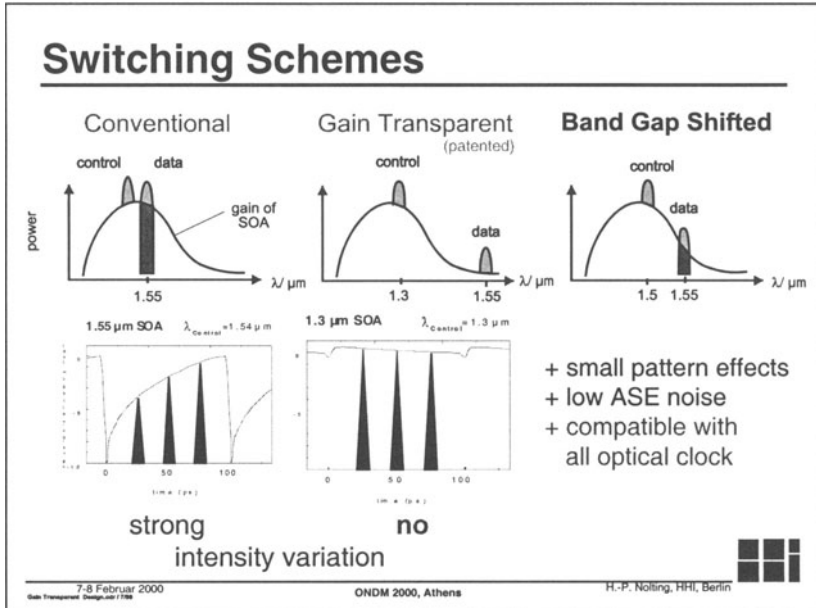 Switching Schemes
Conventional
control
data
gain of
SOA
power
λ/ µm
1.55
Gain Transparent
(patented)
control
data
λ/ µm
1.3
1.55
Band Gap Shifted
control
data
λ/ µm
1.5
1.55
1.55 µm SOA
λControl=1.54 µm
0
50
100
1.3 µm SOA
λControl=1.3 µm
0
0
50
100
+ small pattern effects
+ low ASE noise
+ compatible with
all optical clock
strong
no
intensity variation
7-8 Februar 2000
ONDM 2000, Athens
H.-P. Nolting, HHI, Berlin